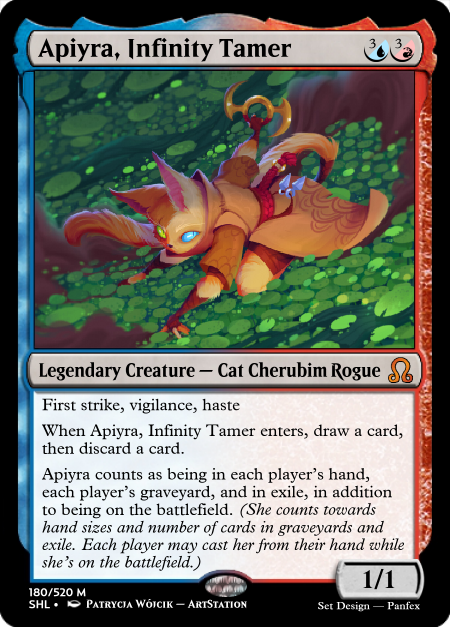 Apiyra, Infinity Tamer
3 3
Legendary Creature — Cat Cherubim Rogue
First strike, vigilance, haste
When Apiyra, Infinity Tamer enters, draw a card,
then discard a card.
Apiyra counts as being in each player's hand,
each player's graveyard, and in exile, in addition
to being on the battlefield. (She counts towards
hand sizes and number of cards in graveyards and
exile. Each player may cast her from their hand while
she's on the battlefield.)
1/1
180/520 M
SHL • Patrycja Wójcik — ArtStation
Set Design — Panfex